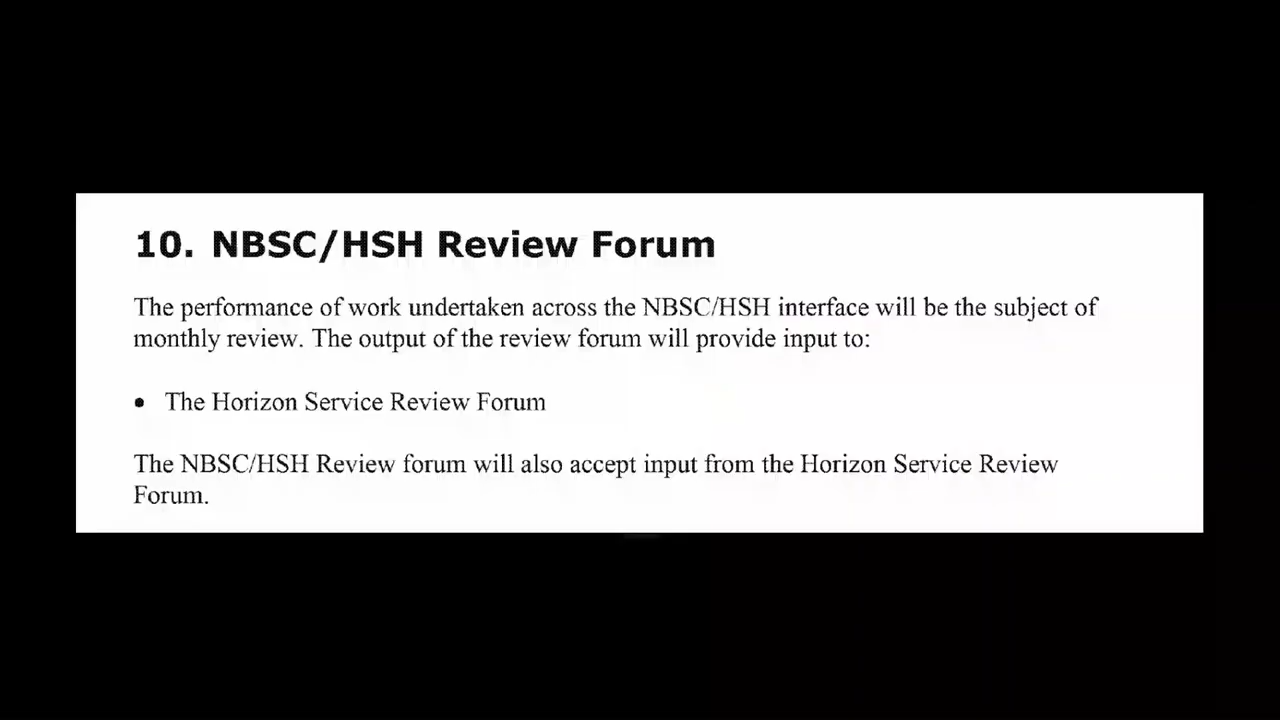 10. NBSC/HSH Review Forum
The performance of work undertaken across the NBSC/HSH interface will be the subject of
monthly review. The output of the review forum will provide input to:
• The Horizon Service Review Forum
The NBSC/HSH Review forum will also accept input from the Horizon Service Review
Forum.